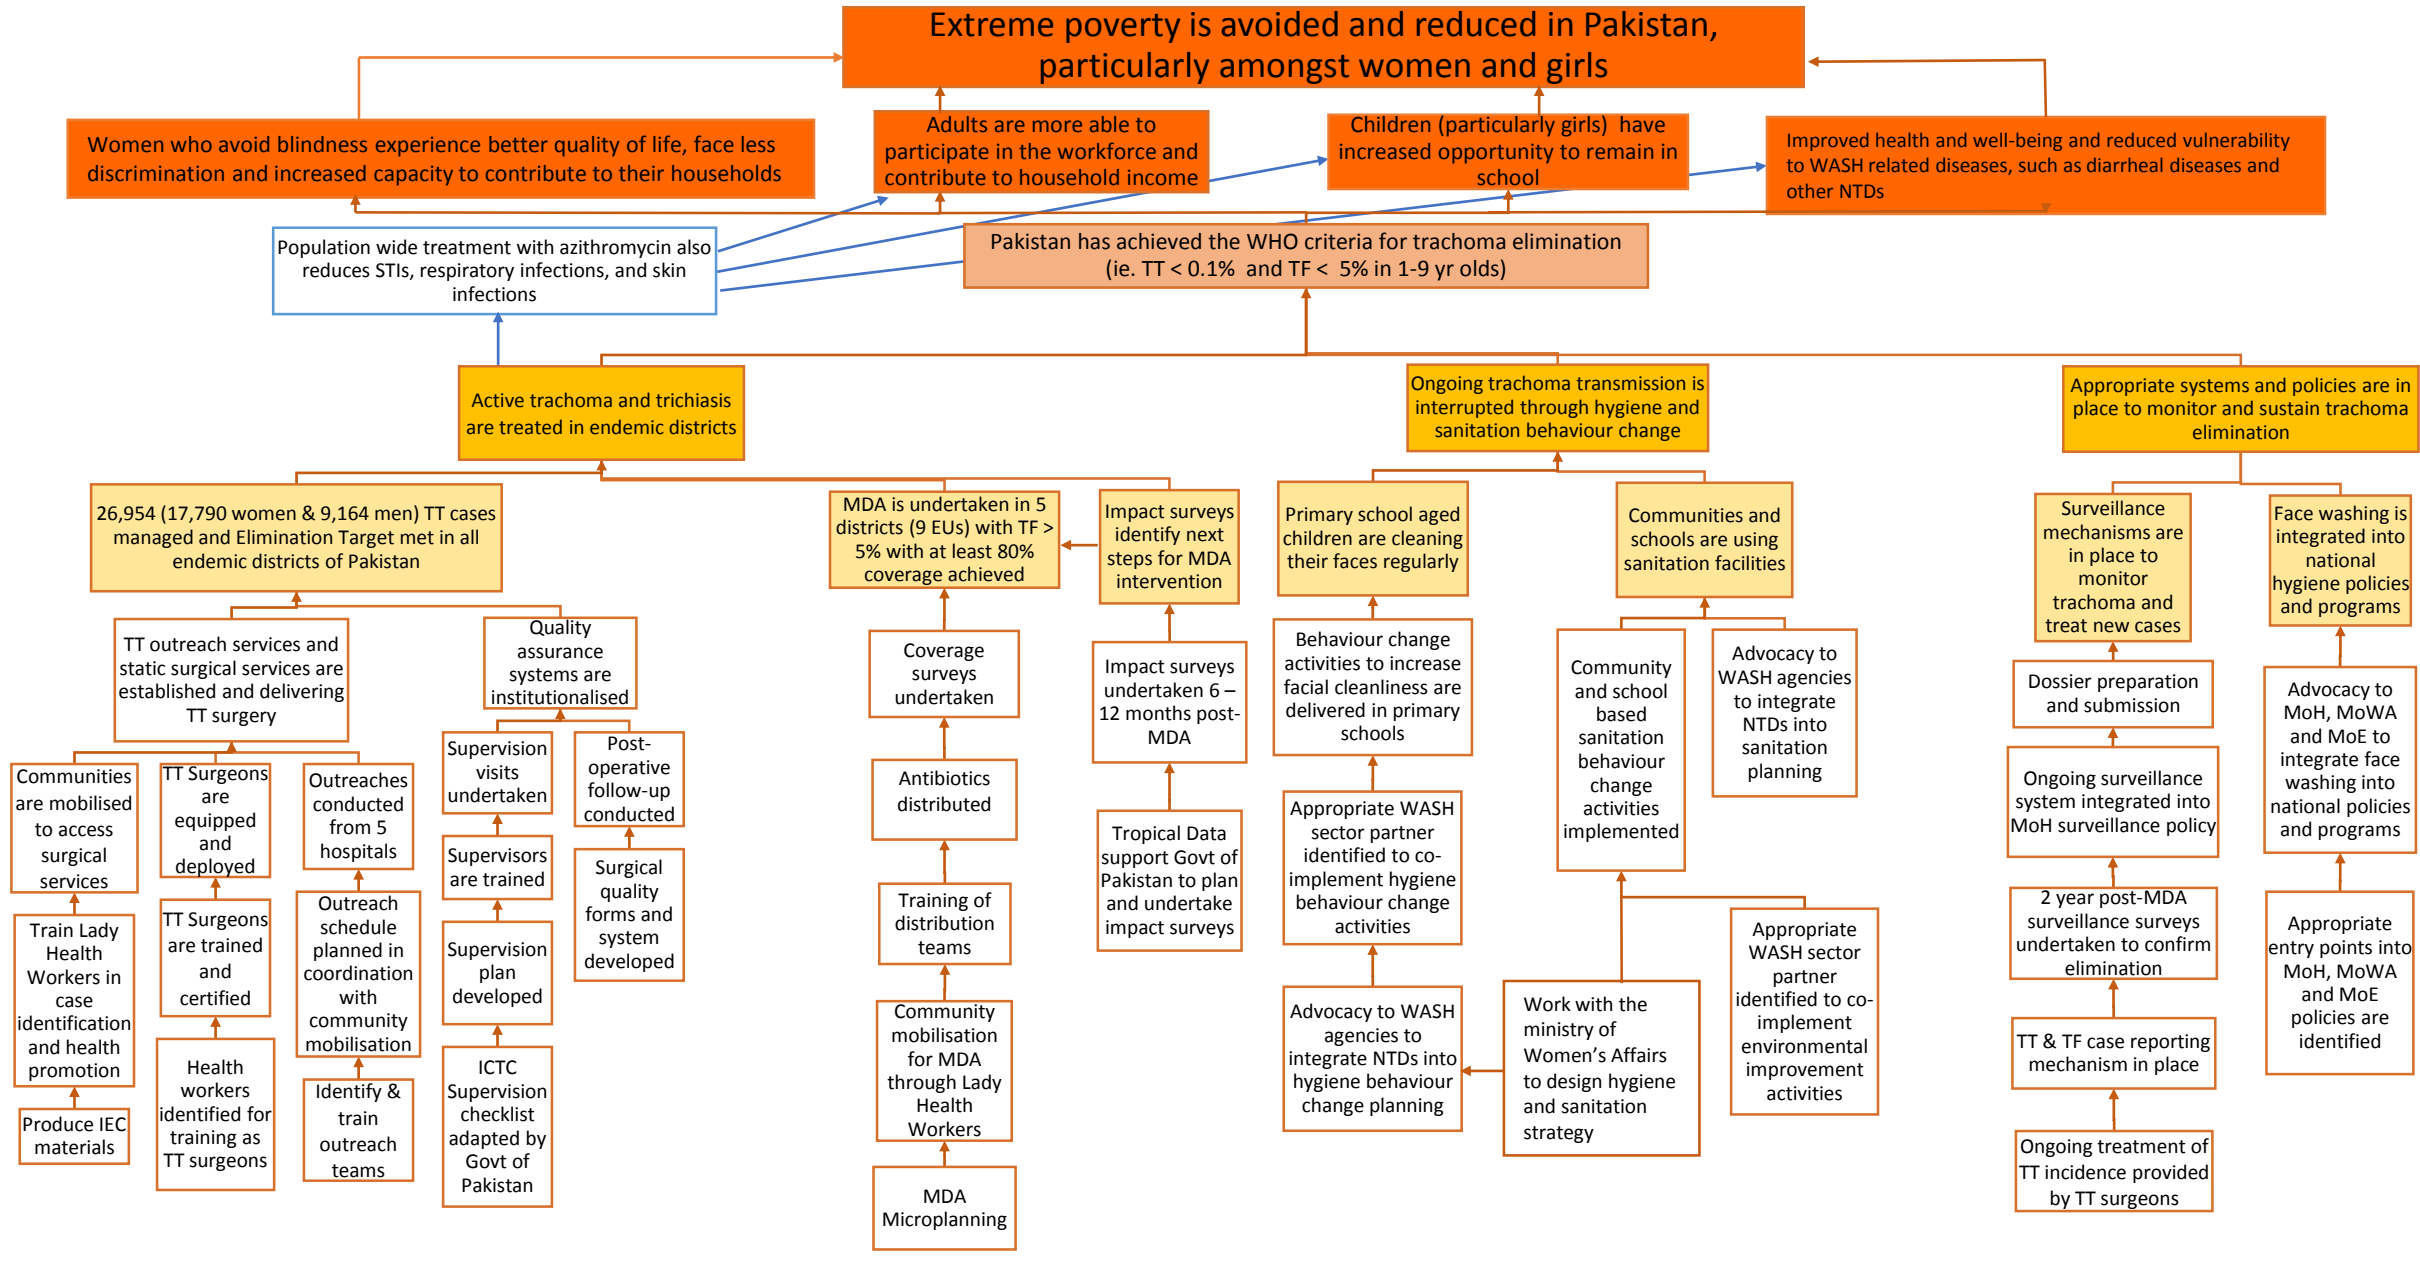 Extreme poverty is avoided and reduced in Pakistan,
particularly amongst women and girls
Women who avoid blindness experience better quality of life, face less
discrimination and increased capacity to contribute to their households
Adults are more able to
participate in the workforce and
contribute to household income
Children (particularly girls) have
increased opportunity to remain in
school
Improved health and well-being and reduced vulnerability
to WASH related diseases, such as diarrheal diseases and
other NTDs
Population wide treatment with azithromycin also
reduces STIs, respiratory infections, and skin
infections
Pakistan has achieved the WHO criteria for trachoma elimination
(ie. TT < 0.1% and TF < 5% in 1-9 yr olds)
Active trachoma and trichiasis
are treated in endemic districts
Ongoing trachoma transmission is
interrupted through hygiene and
sanitation behaviour change
Appropriate systems and policies are in
place to monitor and sustain trachoma
elimination
26,954 (17,790 women & 9,164 men) TT cases
managed and Elimination Target met in all
endemic districts of Pakistan
MDA is undertaken in 5
districts (9 EUs) with TF >
5% with at least 80%
coverage achieved
Impact surveys
identify next
steps for MDA
intervention
Primary school aged
children are cleaning
their faces regularly
Communities and
schools are using
sanitation facilities
Surveillance
mechanisms are
in place to
monitor
trachoma and
treat new cases
Face washing is
integrated into
national
hygiene policies
and programs
TT outreach services and
static surgical services are
established and delivering
TT surgery
Quality
assurance
systems are
institutionalised
Coverage
surveys
undertaken
Impact surveys
undertaken 6 –
12 months post-
MDA
Behaviour change
activities to increase
facial cleanliness are
delivered in primary
schools
Community
and school
based
sanitation
behaviour
change
activities
implemented
Advocacy to
WASH agencies
to integrate
NTDs into
sanitation
planning
Dossier preparation
and submission
Advocacy to
MoH, MoWA
and MoE to
integrate face
washing into
national policies
and programs
Communities
are mobilised
to access
surgical
services
TT Surgeons
are
equipped
and
deployed
Outreaches
conducted
from 5
hospitals
Supervision
visits
undertaken
Post-
operative
follow-up
conducted
Antibiotics
distributed
Tropical Data
support Govt of
Pakistan to plan
and undertake
impact surveys
Appropriate WASH
sector partner
identified to co-
implement hygiene
behaviour change
activities
Ongoing surveillance
system integrated into
MoH surveillance policy
Train Lady
Health
Workers in
case
identification
and health
promotion
TT Surgeons
are trained
and
certified
Outreach
schedule
planned in
coordination
with
community
mobilisation
Supervisors
are trained
Surgical
quality
forms and
system
developed
Training of
distribution
teams
Appropriate
WASH sector
partner
identified to co-
implement
environmental
improvement
activities
2 year post-MDA
surveillance surveys
undertaken to confirm
elimination
Appropriate
entry points into
MoH, MoWA
and MoE
policies are
identified
Supervision
plan
developed
Community
mobilisation
for MDA
through Lady
Health
Workers
Advocacy to WASH
agencies to
integrate NTDs into
hygiene behaviour
change planning
Work with the
ministry of
Women's Affairs
to design hygiene
and sanitation
strategy
TT & TF case reporting
mechanism in place
Produce IEC
materials
Health
workers
identified for
training as
TT surgeons
Identify &
train
outreach
teams
ICTC
Supervision
checklist
adapted by
Govt of
Pakistan
MDA
Microplanning
Ongoing treatment of
TT incidence provided
by TT surgeons